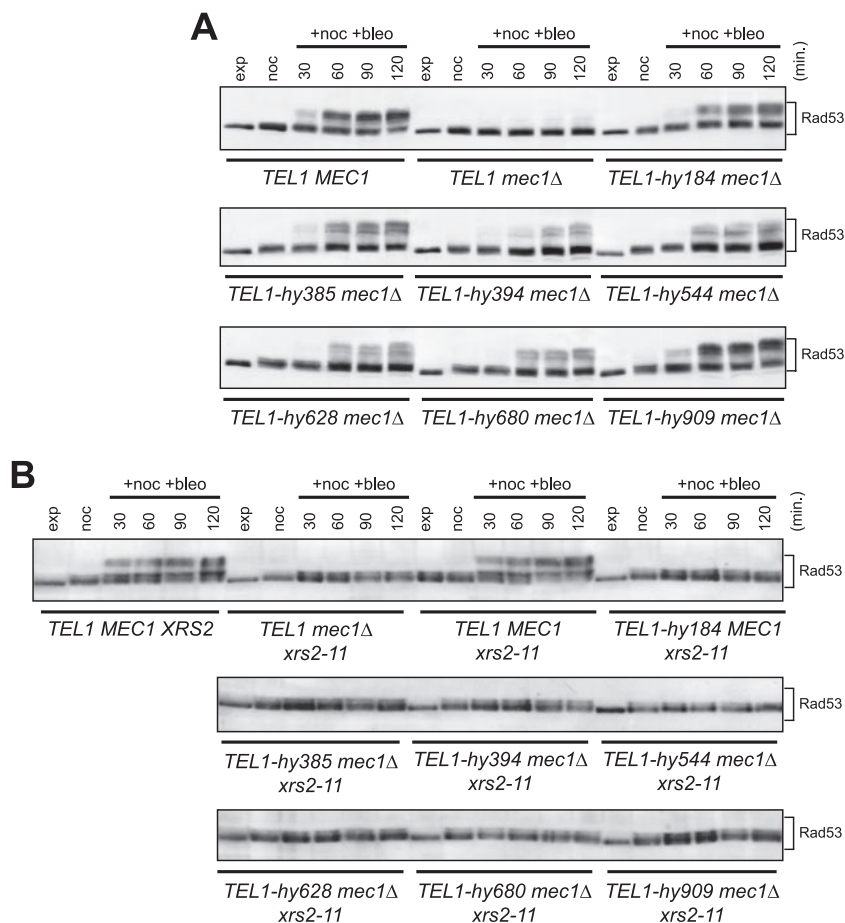 A
+noc +bleo +noc +bleo +noc +bleo
exp noc 30 60 90 120 exp noc 30 60 90 120 exp noc 30 60 90 120 (min.)
Rad53
TEL1 MEC1 TEL1 mec1Δ TEL1-hy184 mec1Δ
Rad53
TEL1-hy385 mec1Δ TEL1-hy394 mec1Δ TEL1-hy544 mec1Δ
Rad53
TEL1-hy628 mec1Δ TEL1-hy680 mec1Δ TEL1-hy909 mec1Δ
B
+noc +bleo +noc +bleo +noc +bleo +noc +bleo
exp noc 30 60 90 120 exp noc 30 60 90 120 exp noc 30 60 90 120 exp noc 30 60 90 120 (min.)
Rad53
TEL1 MEC1 XRS2 TEL1 mec1Δ TEL1 MEC1 TEL1-hy184 MEC1
xrs2-11 xrs2-11 xrs2-11
Rad53
TEL1-hy385 mec1Δ TEL1-hy394 mec1Δ TEL1-hy544 mec1Δ
xrs2-11 xrs2-11 xrs2-11
Rad53
TEL1-hy628 mec1Δ TEL1-hy680 mec1Δ TEL1-hy909 mec1Δ
xrs2-11 xrs2-11 xrs2-11